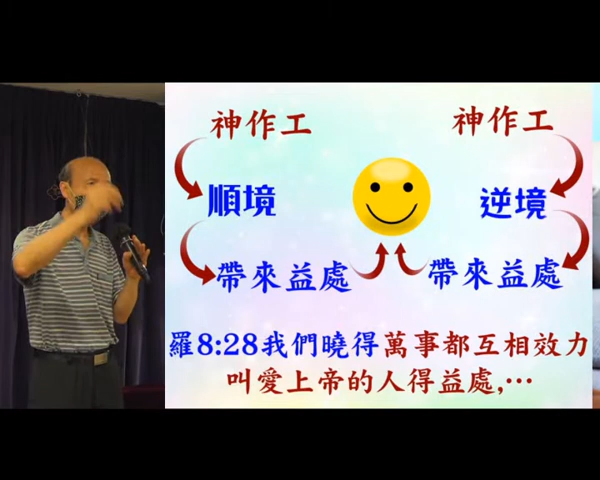 神作工 神作工
順境 逆境
帶來益處 帶來益處
羅8:28我們曉得萬事都互相效力
叫愛上帝的人得益處,…